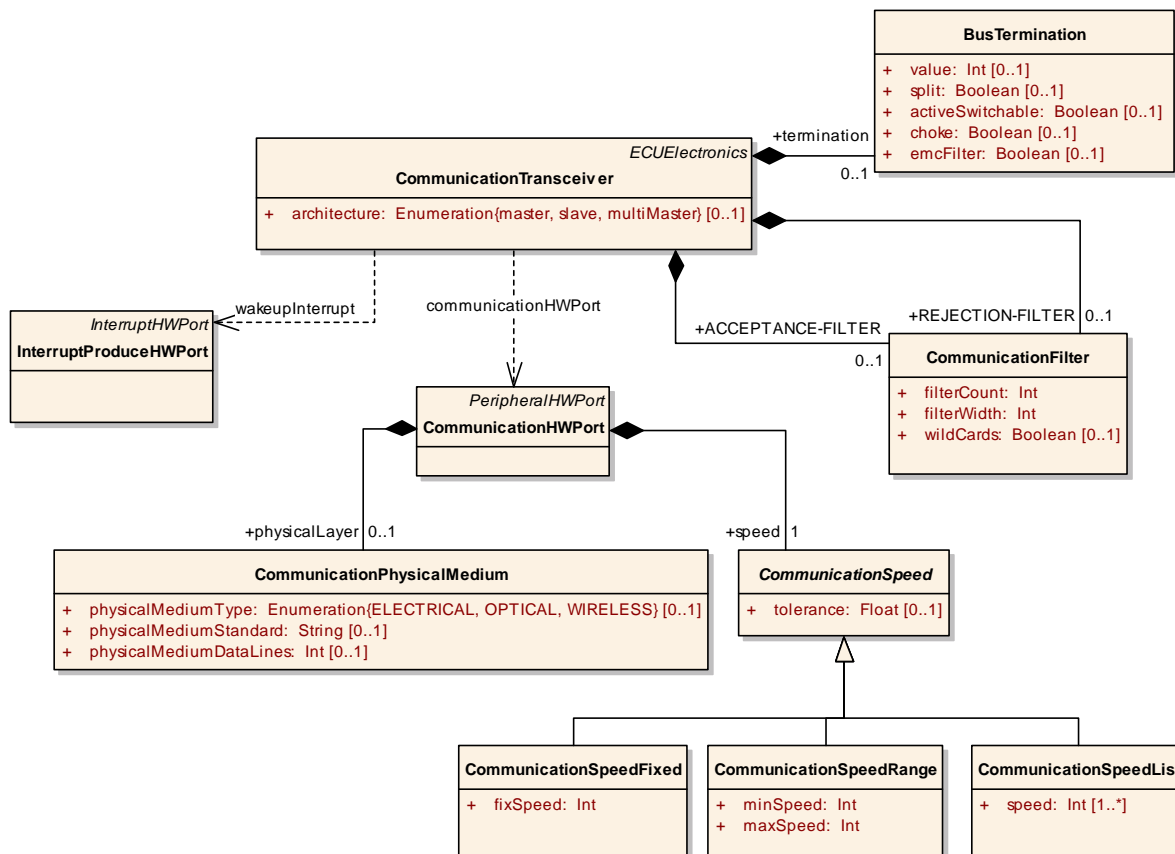 BusTermination
+ value: Int [0..1]
+ split: Boolean [0..1]
+ activeSwitchable: Boolean [0..1]
+ choke: Boolean [0..1]
+ emcFilter: Boolean [0..1]
+termination
0..1
ECUElectronics
CommunicationTransceiver
+ architecture: Enumeration{master, slave, multiMaster} [0..1]
wakeupInterrupt
communicationHWPort
InterruptHWPort
InterruptProduceHWPort
+ACCEPTANCE-FILTER
0..1
+REJECTION-FILTER 0..1
CommunicationFilter
+ filterCount: Int
+ filterWidth: Int
+ wildCards: Boolean [0..1]
PeripheralHWPort
CommunicationHWPort
+physicalLayer 0..1
+speed 1
CommunicationPhysicalMedium
+ physicalMediumType: Enumeration{ELECTRICAL, OPTICAL, WIRELESS} [0..1]
+ physicalMediumStandard: String [0..1]
+ physicalMediumDataLines: Int [0..1]
CommunicationSpeed
+ tolerance: Float [0..1]
CommunicationSpeedFixed
+ fixSpeed: Int
CommunicationSpeedRange
+ minSpeed: Int
+ maxSpeed: Int
CommunicationSpeedLis
+ speed: Int [1..*]